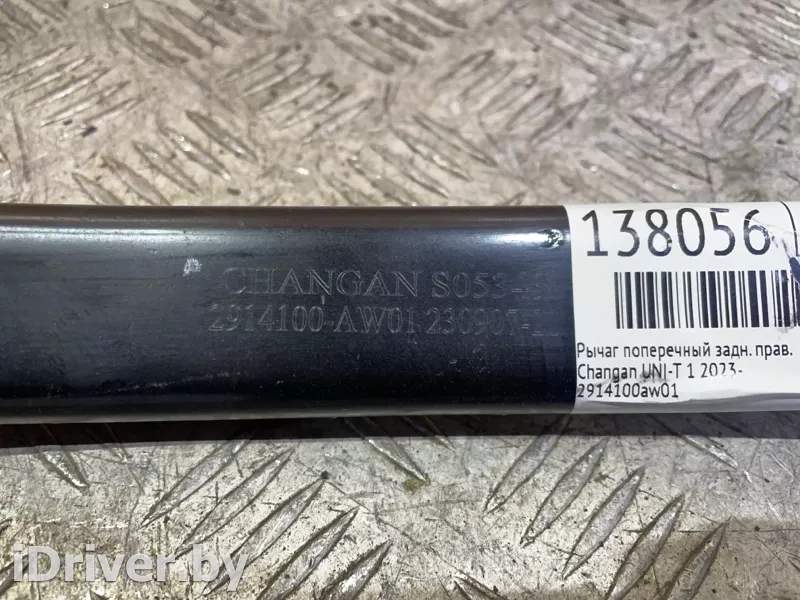 138056
CHANGAN S053-
2914100-AW01 230907-
Рычаг поперечный задн. прав.
Changan UNI-T 1 2023-
2914100aw01
iDriver.by